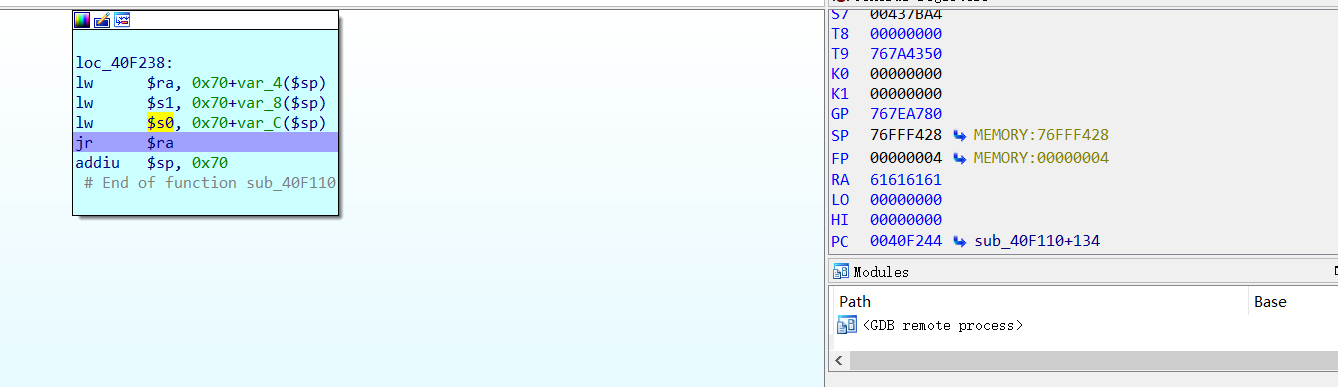 loc_40F238:
lw $ra, 0x70+var_4($sp)
lw $s1, 0x70+var_8($sp)
lw $s0, 0x70+var_C($sp)
jr $ra
addiu $sp, 0x70
# End of function sub_40F110
S7 00437BA4
T8 00000000
T9 767A4350
K0 00000000
K1 00000000
GP 767EA780
SP 76FFF428 MEMORY:76FFF428
FP 00000004 MEMORY:00000004
RA 61616161
LO 00000000
HI 00000000
PC 0040F244 sub_40F110+134
Modules
Path Base
<GDB remote process>